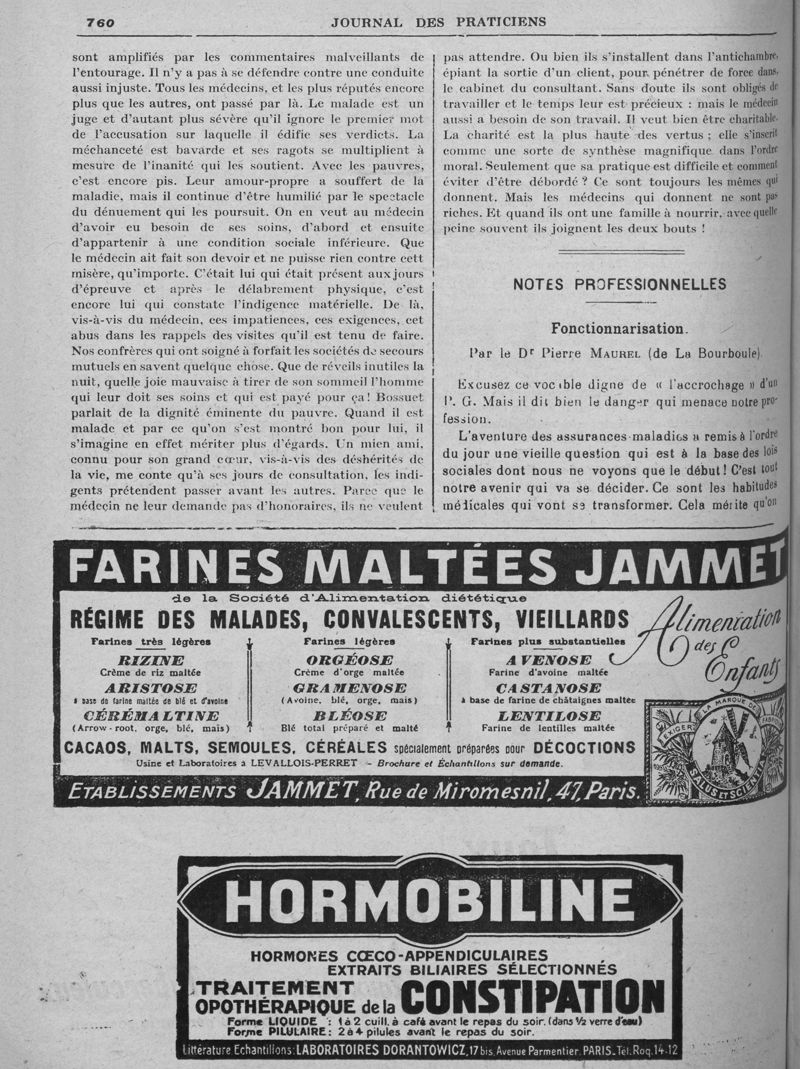 760
JOURNAL DES PRATICIENS
sont amplifiés par les commentaires malveillants de
l'entourage. Il n'y a pas à se défendre contre une conduite
aussi injuste. Tous les médecins, et les plus réputés encore
plus que les autres, ont passé par là. Le malade est un
juge et d'autant plus sévère qu'il ignore le premier mot
de l'accusation sur laquelle il édifie ses verdicts. La
méchanceté est bavarde et ses ragots se multiplient à
mesure de l'inanité qui les soutient. Avec les pauvres,
c'est encore pis. Leur amour-propre a souffert de la
maladie, mais il continue d'être humilié par le spectacle
du dénuement qui les poursuit. On en veut au médecin
d'avoir eu besoin de ses soins, d'abord et ensuite
d'appartenir à une condition sociale inférieure. Que
le médecin ait fait son devoir et ne puisse rien contre cett
misère, qu'importe. C'était lui qui était présent aux jours
d'épreuve et après le délabrement physique, c'est
encore lui qui constate l'indigence matérielle. De là,
vis-à-vis du médecin, ces impatiences, ces exigences, cet
abus dans les rappels des visites qu'il est tenu de faire.
Nos confrères qui ont soigné à forfait les sociétés de secours
mutuels en savent quelque chose. Que de réveils inutiles la
nuit, quelle joie mauvaise à tirer de son sommeil l'homme
qui leur doit ses soins et qui est payé pour ça ! Bossuet
parlait de la dignité éminente du pauvre. Quand il est
malade et par ce qu'on s'est montré bon pour lui, il
s'imagine en effet mériter plus d'égards. Un mien ami,
connu pour son grand cœur, vis-à-vis des déshérités de
la vie, me conte qu'à ses jours de consultation, les indi-
gents prétendent passer avant les autres. Parce que le
médecin ne leur demande pas d'honoraires, ils ne veulent
pas attendre. Ou bien ils s'installent dans l'antichambre,
épiant la sortie d'un client, pour pénétrer de force dans
le cabinet du consultant. Sans doute ils sont obligés de
travailler et le temps leur est précieux : mais le médecin
aussi a besoin de son travail. Il veut bien être charitable.
La charité est la plus haute des vertus ; elle s'inscrit
comme une sorte de synthèse magnifique dans l'ordre
moral. Seulement que sa pratique est difficile et comment
éviter d'être débordé ? Ce sont toujours les mêmes qui
donnent. Mais les médecins qui donnent ne sont pas
riches. Et quand ils ont une famille à nourrir, avec quelle
peine souvent ils joignent les deux bouts !
NOTES PROFESSIONNELLES
Fonctionnarisation.
Par le Dr Pierre MAUREL (de La Bourboule).
Excusez ce vocable digne de « l'accrochage » d'un
P. G. Mais il dit bien le danger qui menace notre pro-
fession.
L'aventure des assurances-maladies a remis à l'ordre
du jour une vieille question qui est à la base des lois
sociales dont nous ne voyons que le début ! C'est tout
notre avenir qui va se décider. Ce sont les habitudes
médicales qui vont se transformer. Cela mérite qu'on
FARINES MALTÉES JAMMET
de la Société d'Alimentation diététique
RÉGIME DES MALADES, CONVALESCENTS, VIEILLARDS
Alimentation
des
Enfants
Farines très légères
RIZINE
Crème de riz maltée
ARISTOSE
à base de farine maltée de blé et d'avoine
CÉRÉMALTINE
(Arrow-root, orge, blé, mais)
Farines légères
ORGÉOSE
Crème d'orge maltée
GRAMENOSE
(Avoine, blé, orge, mais)
BLÉOSE
Blé total préparé et malté
Farines plus substantielles
AVENOSE
Farine d'avoine maltée
CASTANOSE
à base de farine de châtaignes maltée
LENTILOSE
Farine de lentilles maltée
CACAOS, MALTS, SEMOULES, CÉRÉALES spécialement préparées pour DÉCOCTIONS
Usine et Laboratoires à LEVALLOIS-PERRET – Brochure et Échantillons sur demande.
EXIGER LA MARQUE DE FABRIQUE
SALUS ET SCIENTIA
ETABLISSEMENTS JAMMET, Rue de Miromesnil, 47, Paris.
HORMOBILINE
HORMONES CŒCO-APPENDICULAIRES
EXTRAITS BILIAIRES SÉLECTIONNÉS
TRAITEMENT
OPOTHÉRAPIQUE de la CONSTIPATION
Forme LIQUIDE : 1 à 2 cuill. à café avant le repas du soir. (dans ½ verre d'eau)
Forme PILULAIRE : 2 à 4 pilules avant le repas du soir.
Littérature Echantillons : LABORATOIRES DORANTOWICZ, 17 bis, Avenue Parmentier, PARIS.-Tél. Roq. 14-12